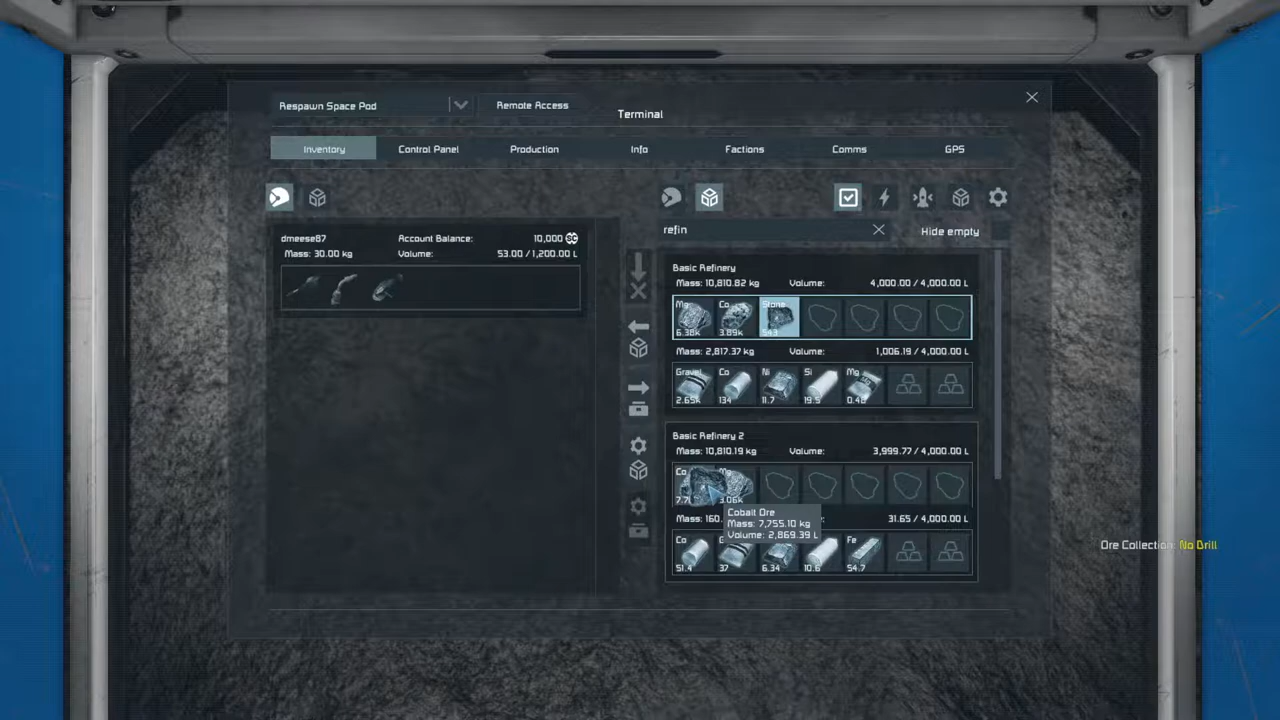 Respawn Space Pod
Remote Access
Terminal
Inventory
Control Panel
Production
Info
Factions
Comms
GPS
refin
Hide empty
dmeese87
Account Balance: 10,000
Mass: 30.00 kg
Volume: 53.00 / 1,200.00 L
Basic Refinery
Mass: 10,810.82 kg
Volume: 4,000.00 / 4,000.00 L
Mg Co Stone
6.38k 3.89k 543
Mass: 2,817.37 kg
Volume: 1,006.19 / 4,000.00 L
Gravel Co Ni Si Mg
2.65k 134 11.7 19.5
Basic Refinery 2
Mass: 10,810.19 kg
Volume: 3,999.77 / 4,000.00 L
Co Mg
3.06k
Cobalt Ore
Mass: 7,755.10 kg
Volume: 2,869.39 L
Mass: 160.
31.65 / 4,000.00 L
Co G Fe
51.4 37 6.34 10.6 54.7
Ore Collection: No Drill